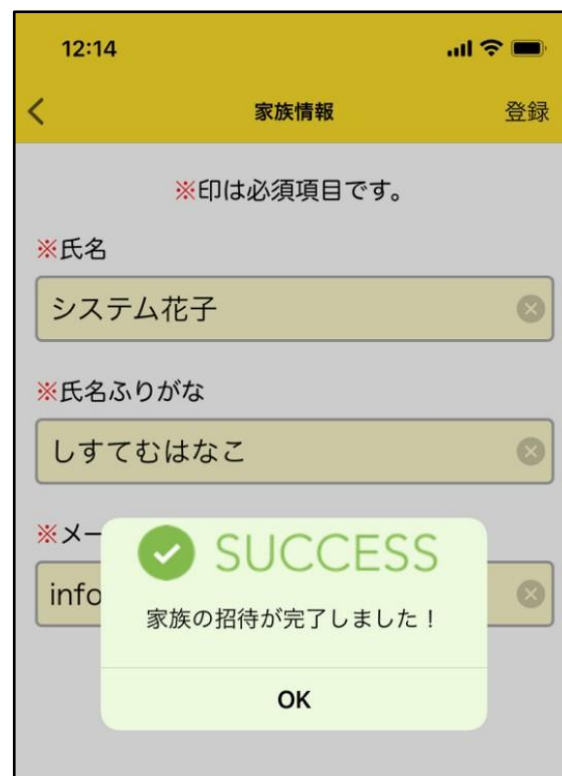 12:14
家族情報 登録
※印は必須項目です。
※氏名
システム花子
※氏名ふりがな
しすてむはなこ
※メー
info
SUCCESS
家族の招待が完了しました!
OK